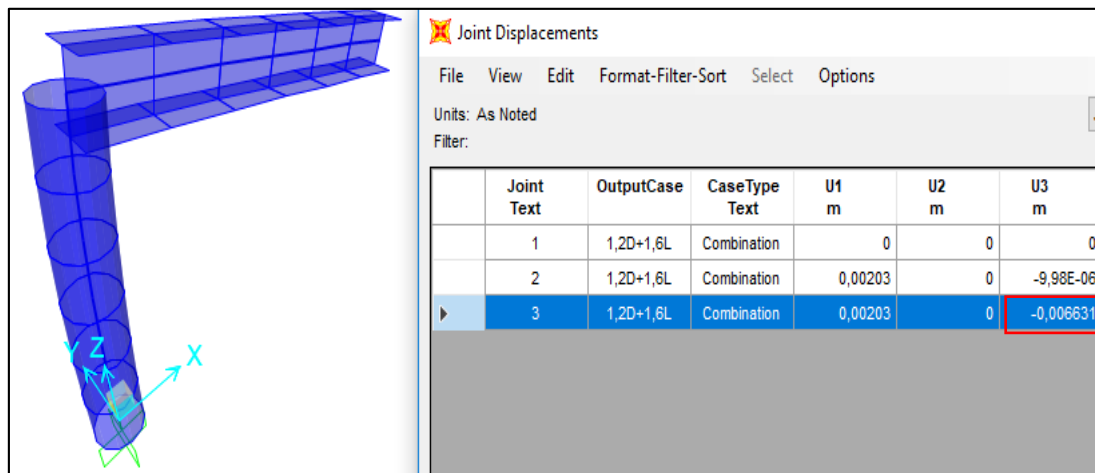 Joint Displacements
File View Edit Format-Filter-Sort Select Options
Units: As Noted
Filter:
Joint OutputCase CaseType U1 U2 U3
Text Text m m m
1 1,2D+1,6L Combination 0 0 0
2 1,2D+1,6L Combination 0,00203 0 -9,98E-06
3 1,2D+1,6L Combination 0,00203 0 -0,006631
Y Z X